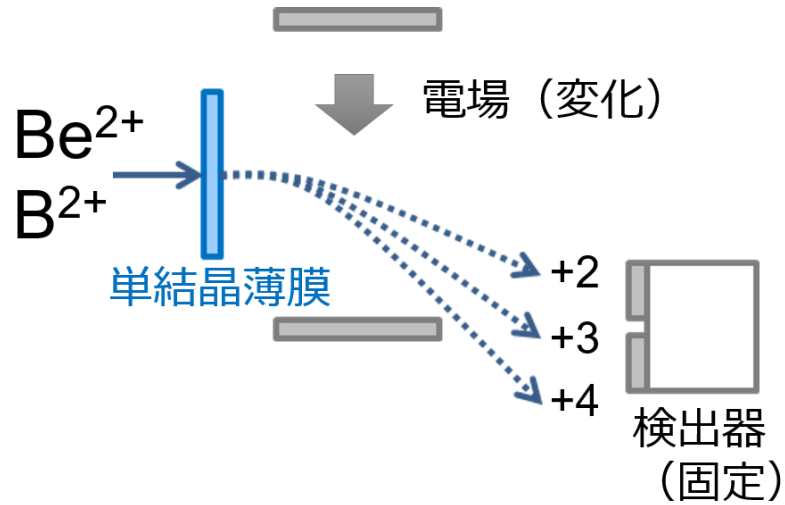 電場（変化）
Be²⁺
B²⁺
単結晶薄膜
+2
+3
+4
検出器
（固定）